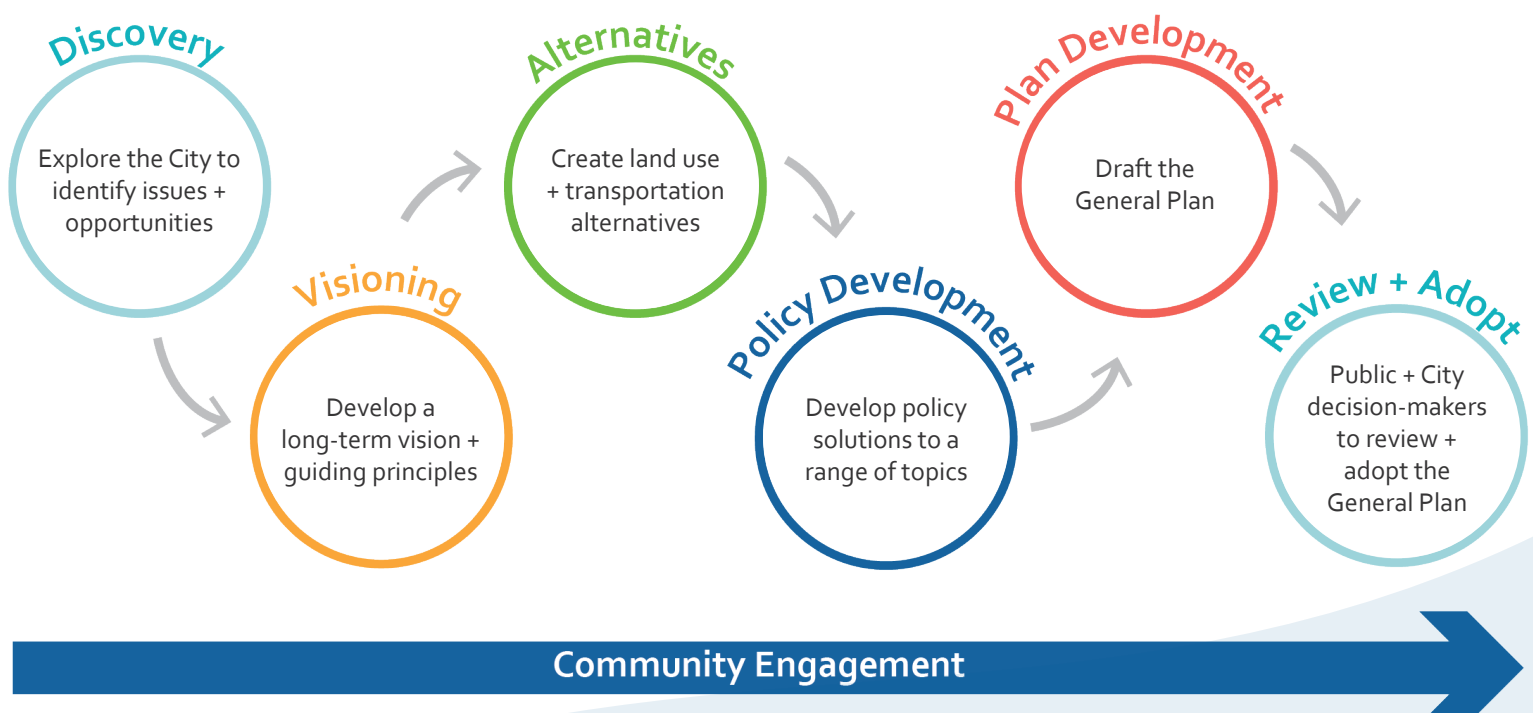 Discovery
Explore the City to
identify issues +
opportunities
Visioning
Develop a
long-term vision +
guiding principles
Alternatives
Create land use
+ transportation
alternatives
Policy Development
Develop policy
solutions to a
range of topics
Plan Development
Draft the
General Plan
Review + Adopt
Public + City
decision-makers
to review +
adopt the
General Plan
Community Engagement